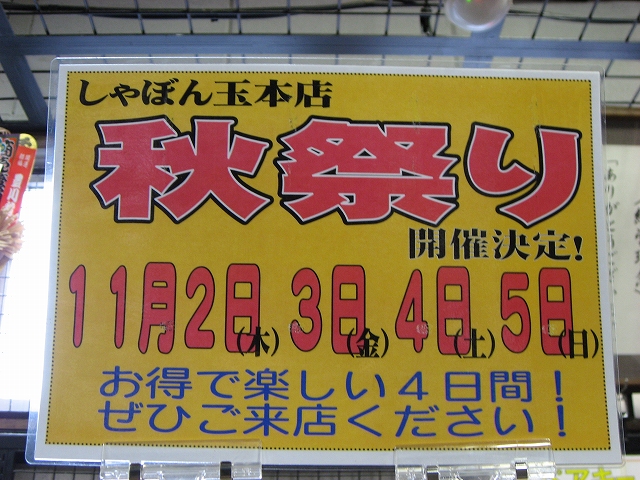 しゃぼん玉本店
秋祭り
開催決定!
11月2日(木) 3日(金) 4日(土) 5日(日)
お得で楽しい4日間!
ぜひご来店ください!